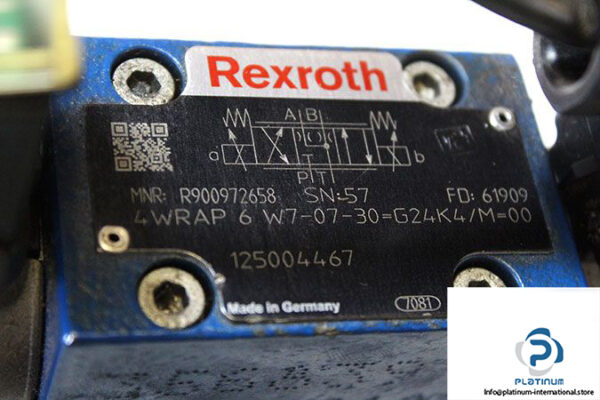 Rexroth
A B
a b
P T
MNR: R900972658 SN:57 FD: 61909
4WRAP 6 W7-07-30=G24K4/M=00
125004467
Made in Germany 7081
PLATINUM
Info@platinum-international.store